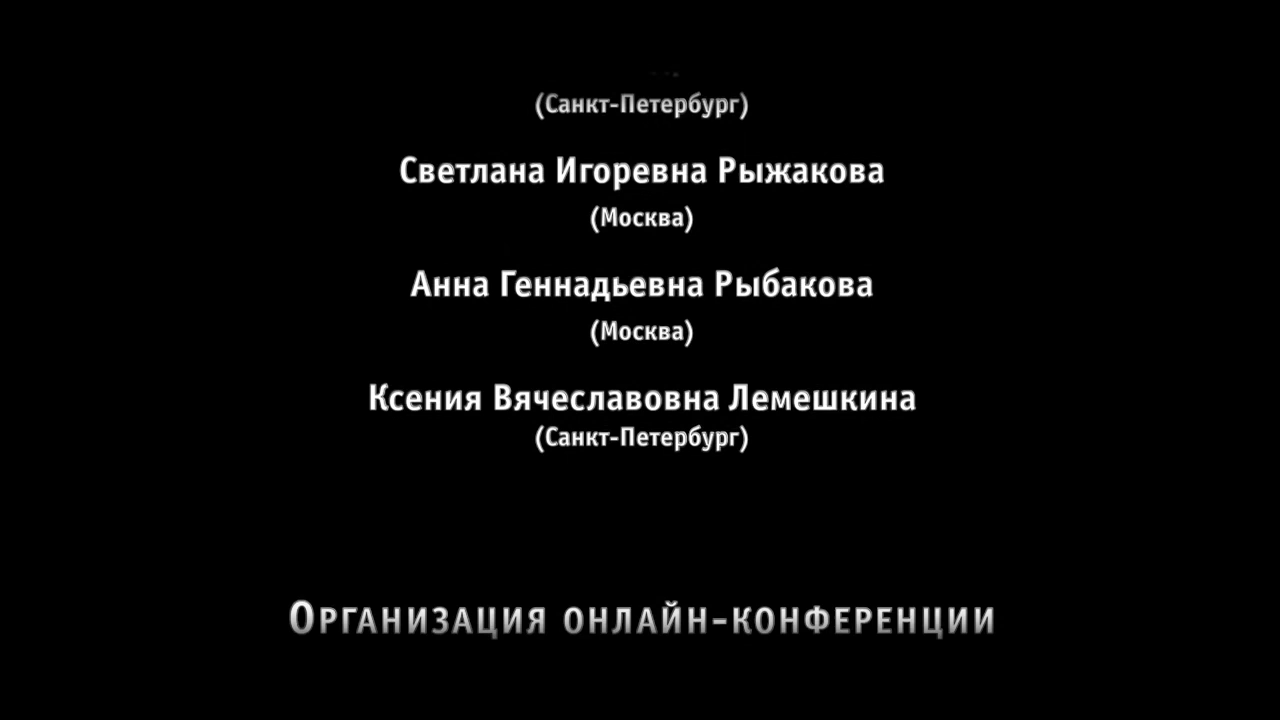 (Санкт-Петербург)
Светлана Игоревна Рыжакова
(Москва)
Анна Геннадьевна Рыбакова
(Москва)
Ксения Вячеславовна Лемешкина
(Санкт-Петербург)
Организация онлайн-конференции